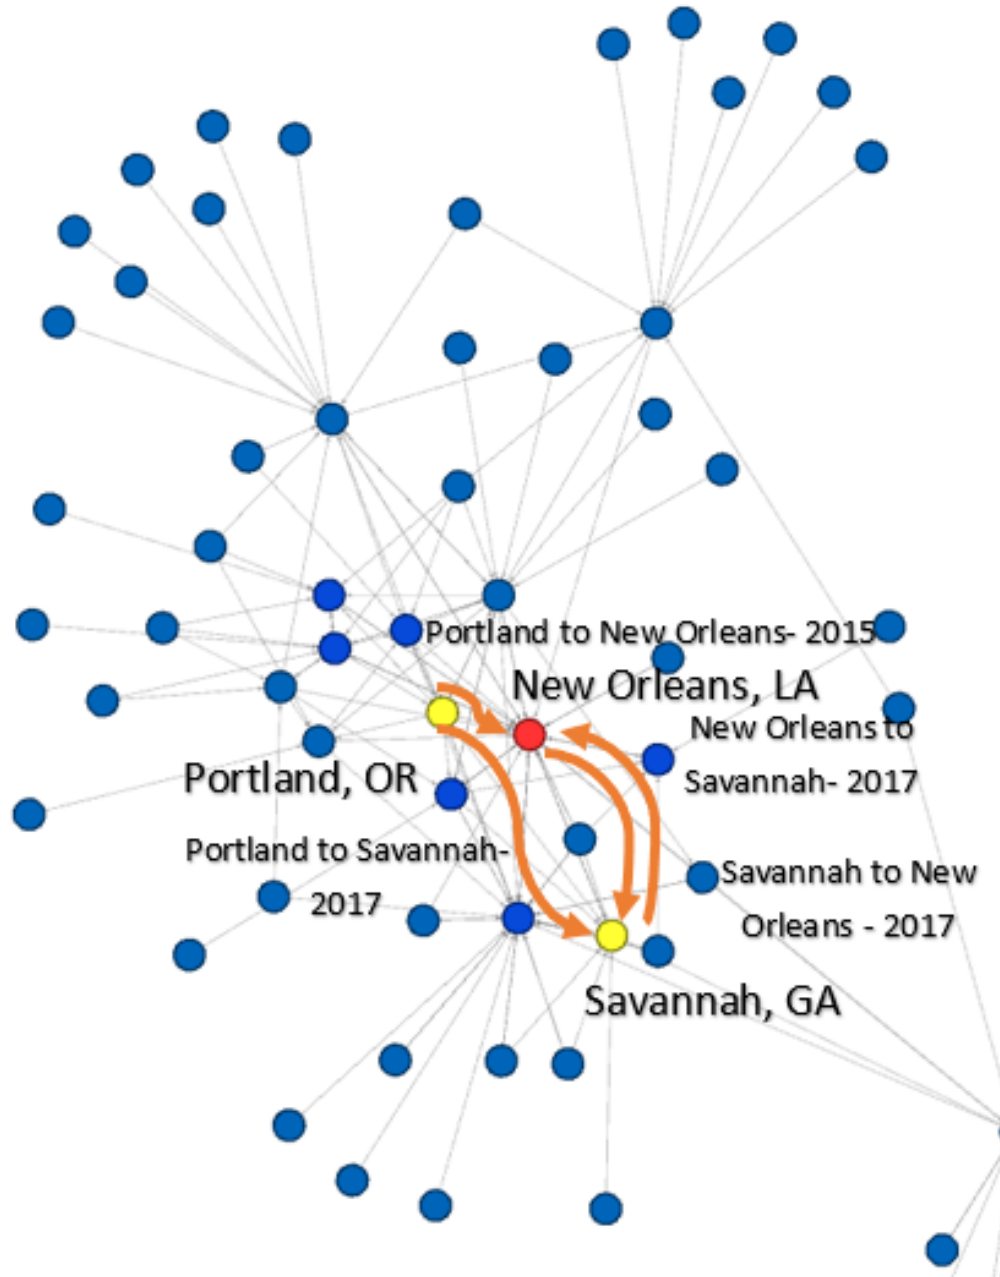 Portland to New Orleans- 2015
New Orleans, LA
New Orleans to
Savannah- 2017
Portland, OR
Portland to Savannah-
2017
Savannah to New
Orleans - 2017
Savannah, GA